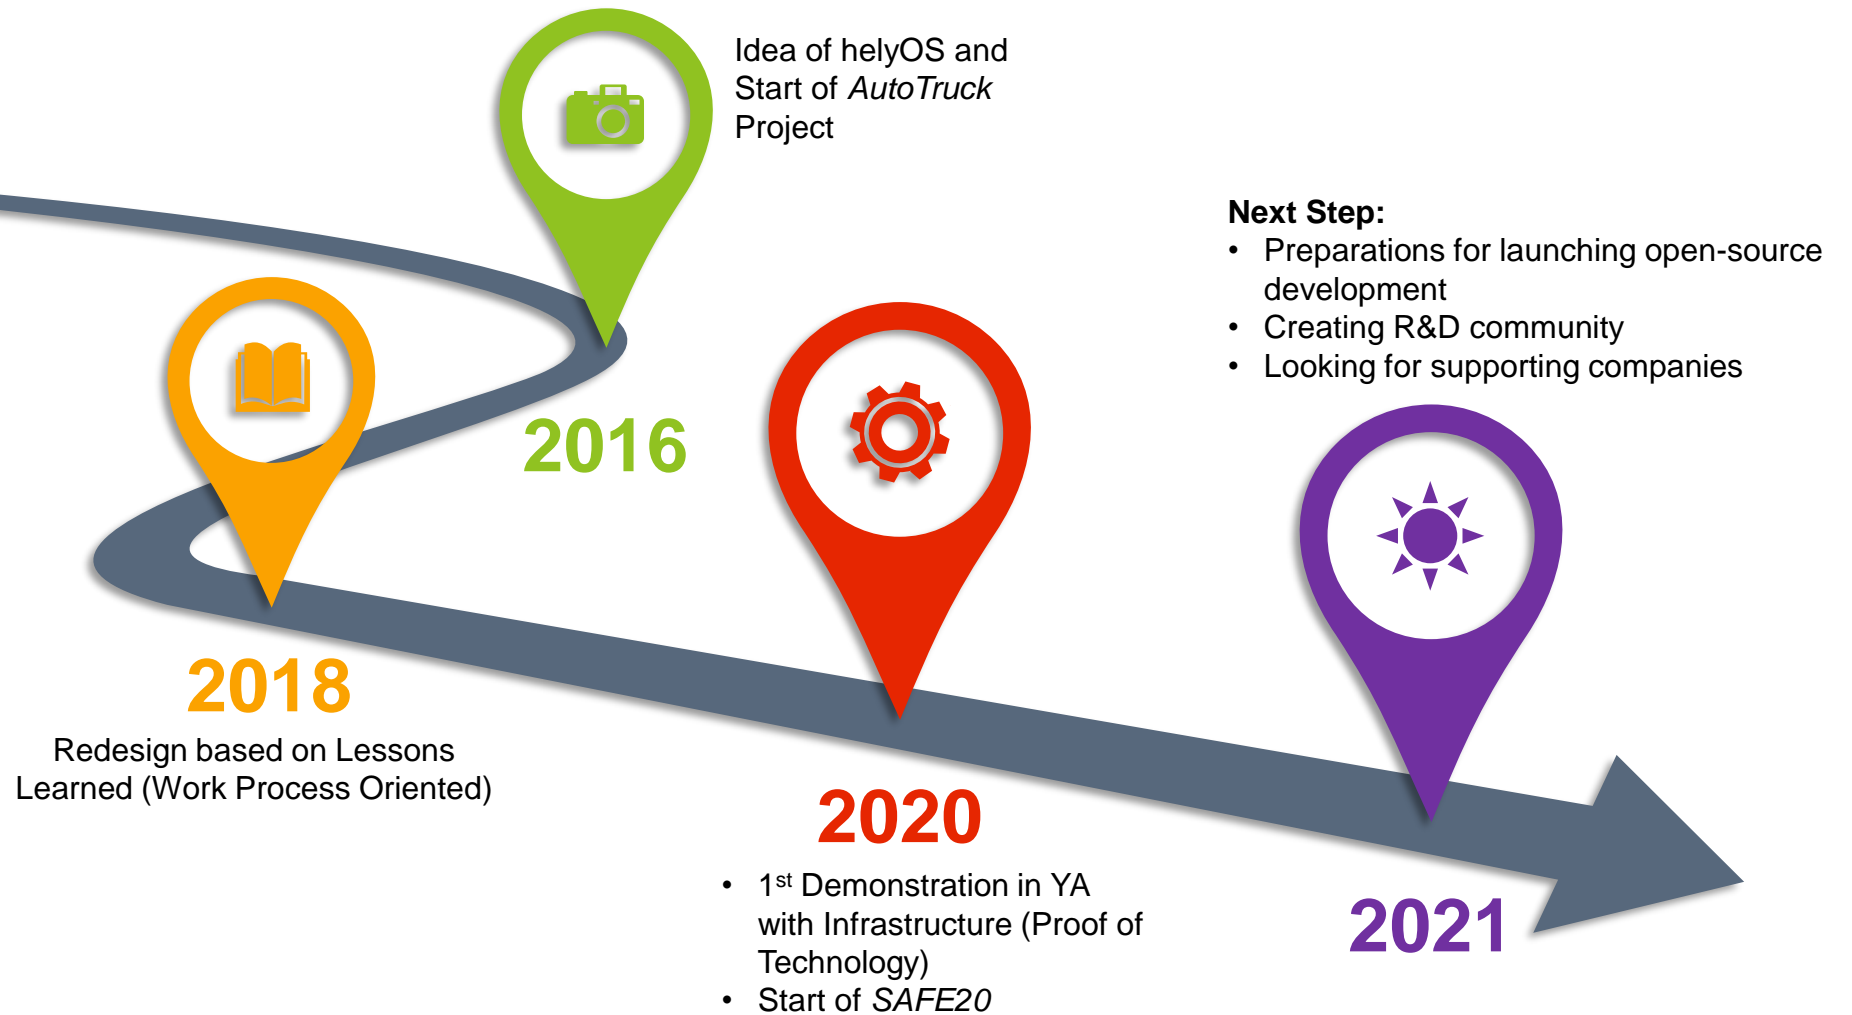 Idea of helyOS and
Start of AutoTruck
Project
2016
2018
Redesign based on Lessons
Learned (Work Process Oriented)
2020
• 1st Demonstration in YA
with Infrastructure (Proof of
Technology)
• Start of SAFE20
Next Step:
• Preparations for launching open-source
development
• Creating R&D community
• Looking for supporting companies
2021